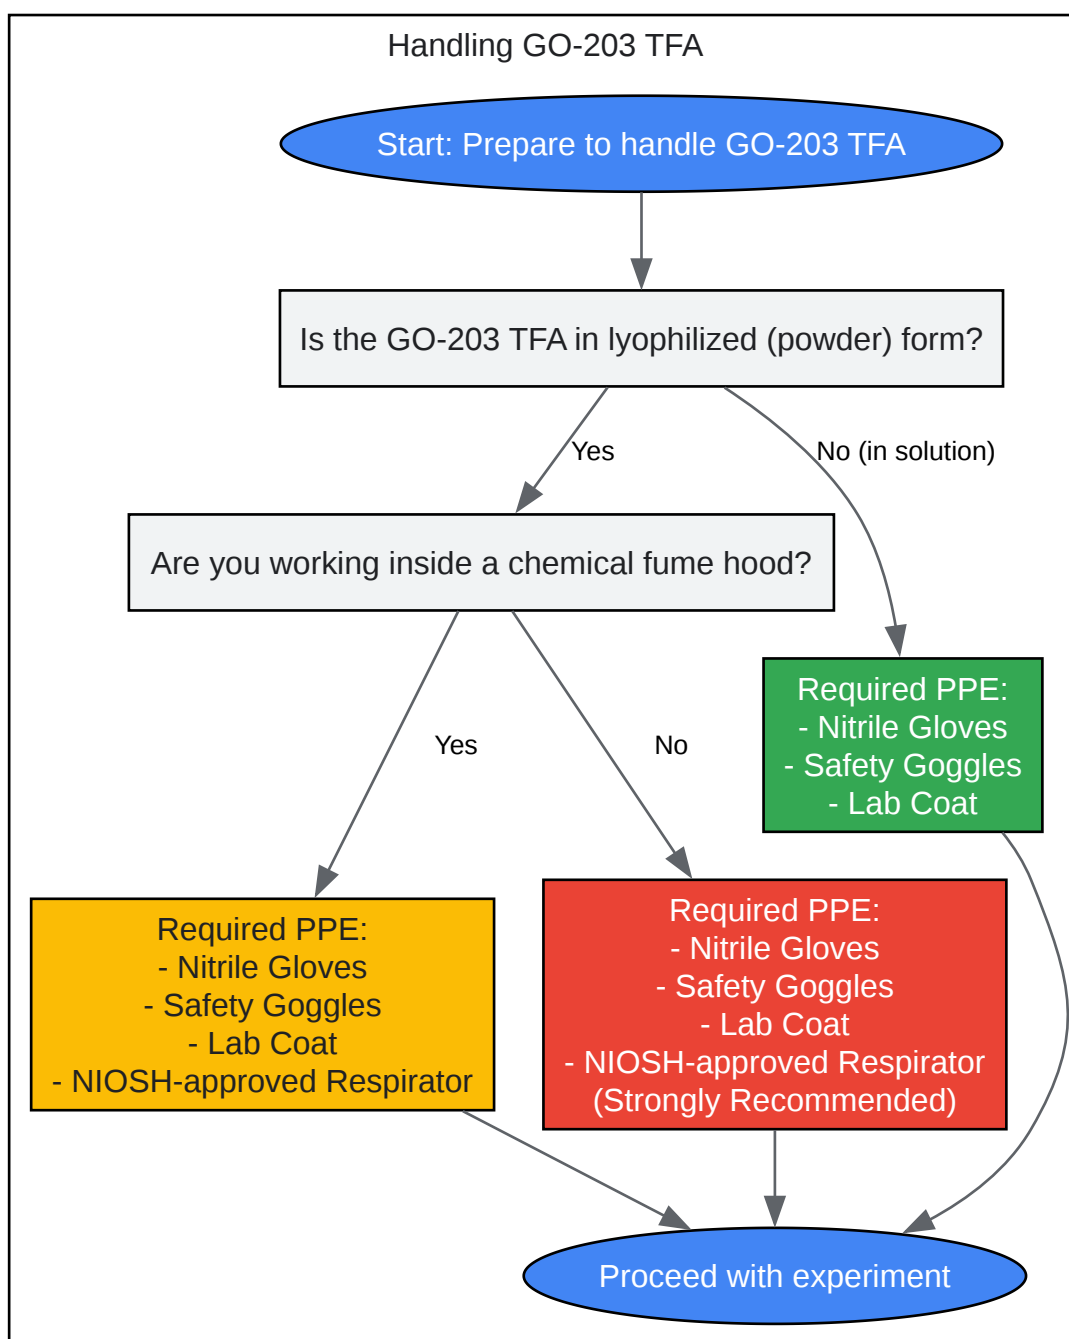 Handling GO-203 TFA
Start: Prepare to handle GO-203 TFA
Is the GO-203 TFA in lyophilized (powder) form?
Yes
No (in solution)
Are you working inside a chemical fume hood?
Required PPE:
- Nitrile Gloves
- Safety Goggles
- Lab Coat
Yes
No
Required PPE:
- Nitrile Gloves
- Safety Goggles
- Lab Coat
- NIOSH-approved Respirator
Required PPE:
- Nitrile Gloves
- Safety Goggles
- Lab Coat
- NIOSH-approved Respirator
(Strongly Recommended)
Proceed with experiment